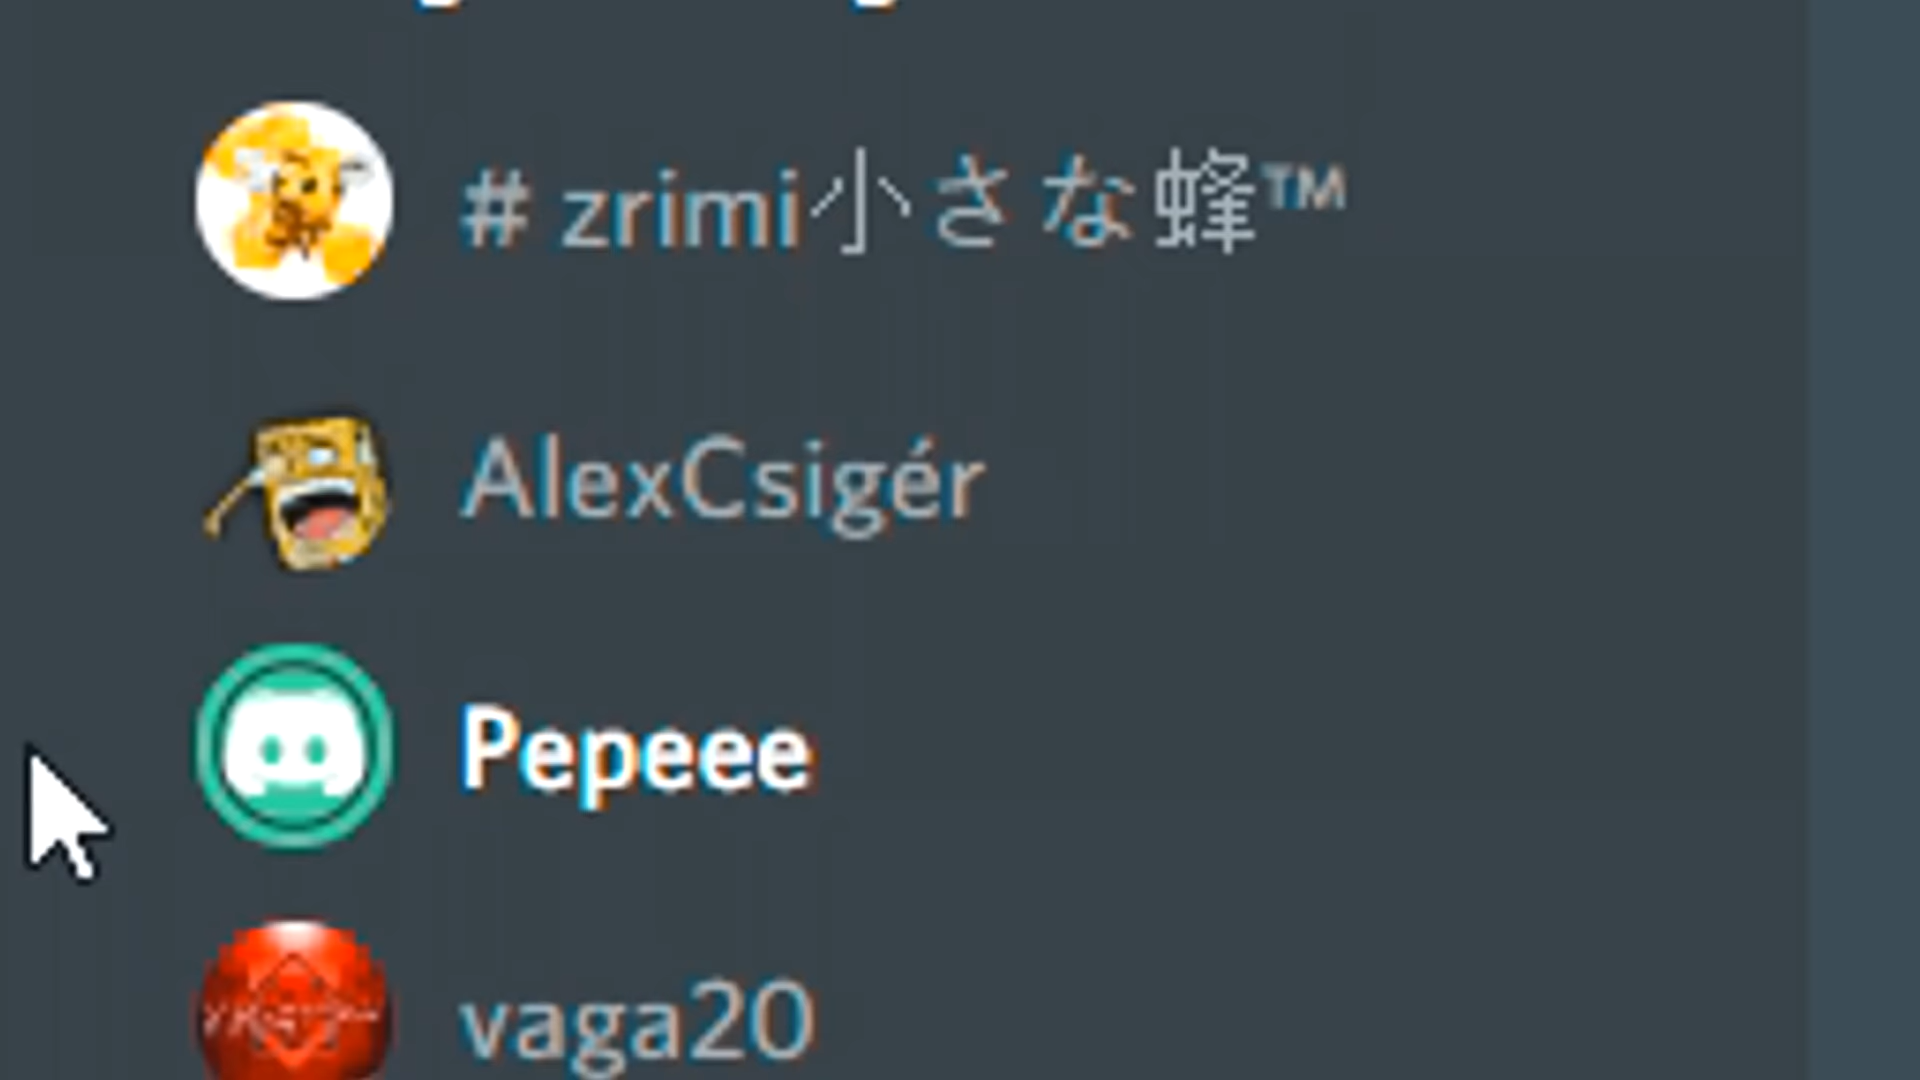 # zrimi小さな蜂™
AlexCsigér
Pepeee
vaga20